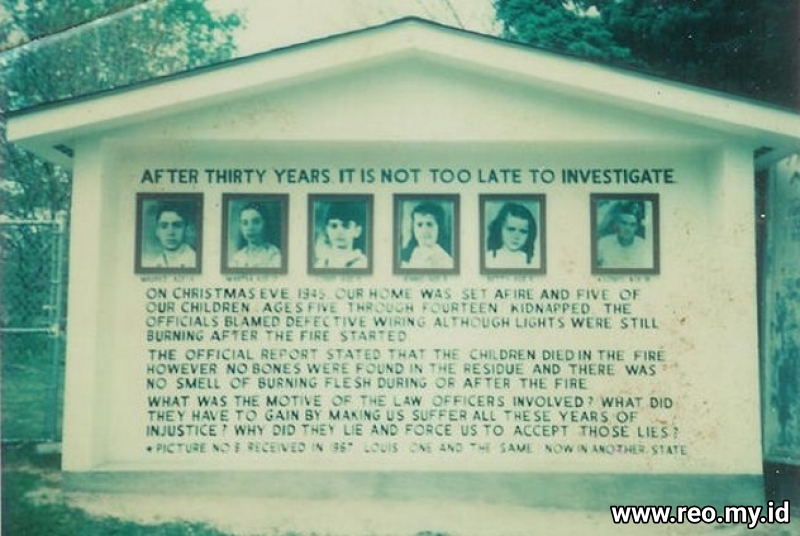 AFTER THIRTY YEARS IT IS NOT TOO LATE TO INVESTIGATE.
ON CHRISTMAS EVE 1945 OUR HOME WAS SET AFIRE AND FIVE OF
OUR CHILDREN, AGES FIVE THROUGH FOURTEEN KIDNAPPED. THE
OFFICIALS BLAMED DEFECTIVE WIRING ALTHOUGH LIGHTS WERE STILL
BURNING AFTER THE FIRE STARTED
THE OFFICIAL REPORT STATED THAT THE CHILDREN DIED IN THE FIRE
HOWEVER NO BONES WERE FOUND IN THE RESIDUE AND THERE WAS
NO SMELL OF BURNING FLESH DURING OR AFTER THE FIRE
WHAT WAS THE MOTIVE OF THE LAW OFFICERS INVOLVED? WHAT DID
THEY HAVE TO GAIN BY MAKING US SUFFER ALL THESE YEARS OF
INJUSTICE? WHY DID THEY LIE AND FORCE US TO ACCEPT THOSE LIES?
* PICTURE NO 6 RECEIVED IN 1967 LOUIS ONE AND THE SAME NOW IN ANOTHER STATE
www.reo.my.id